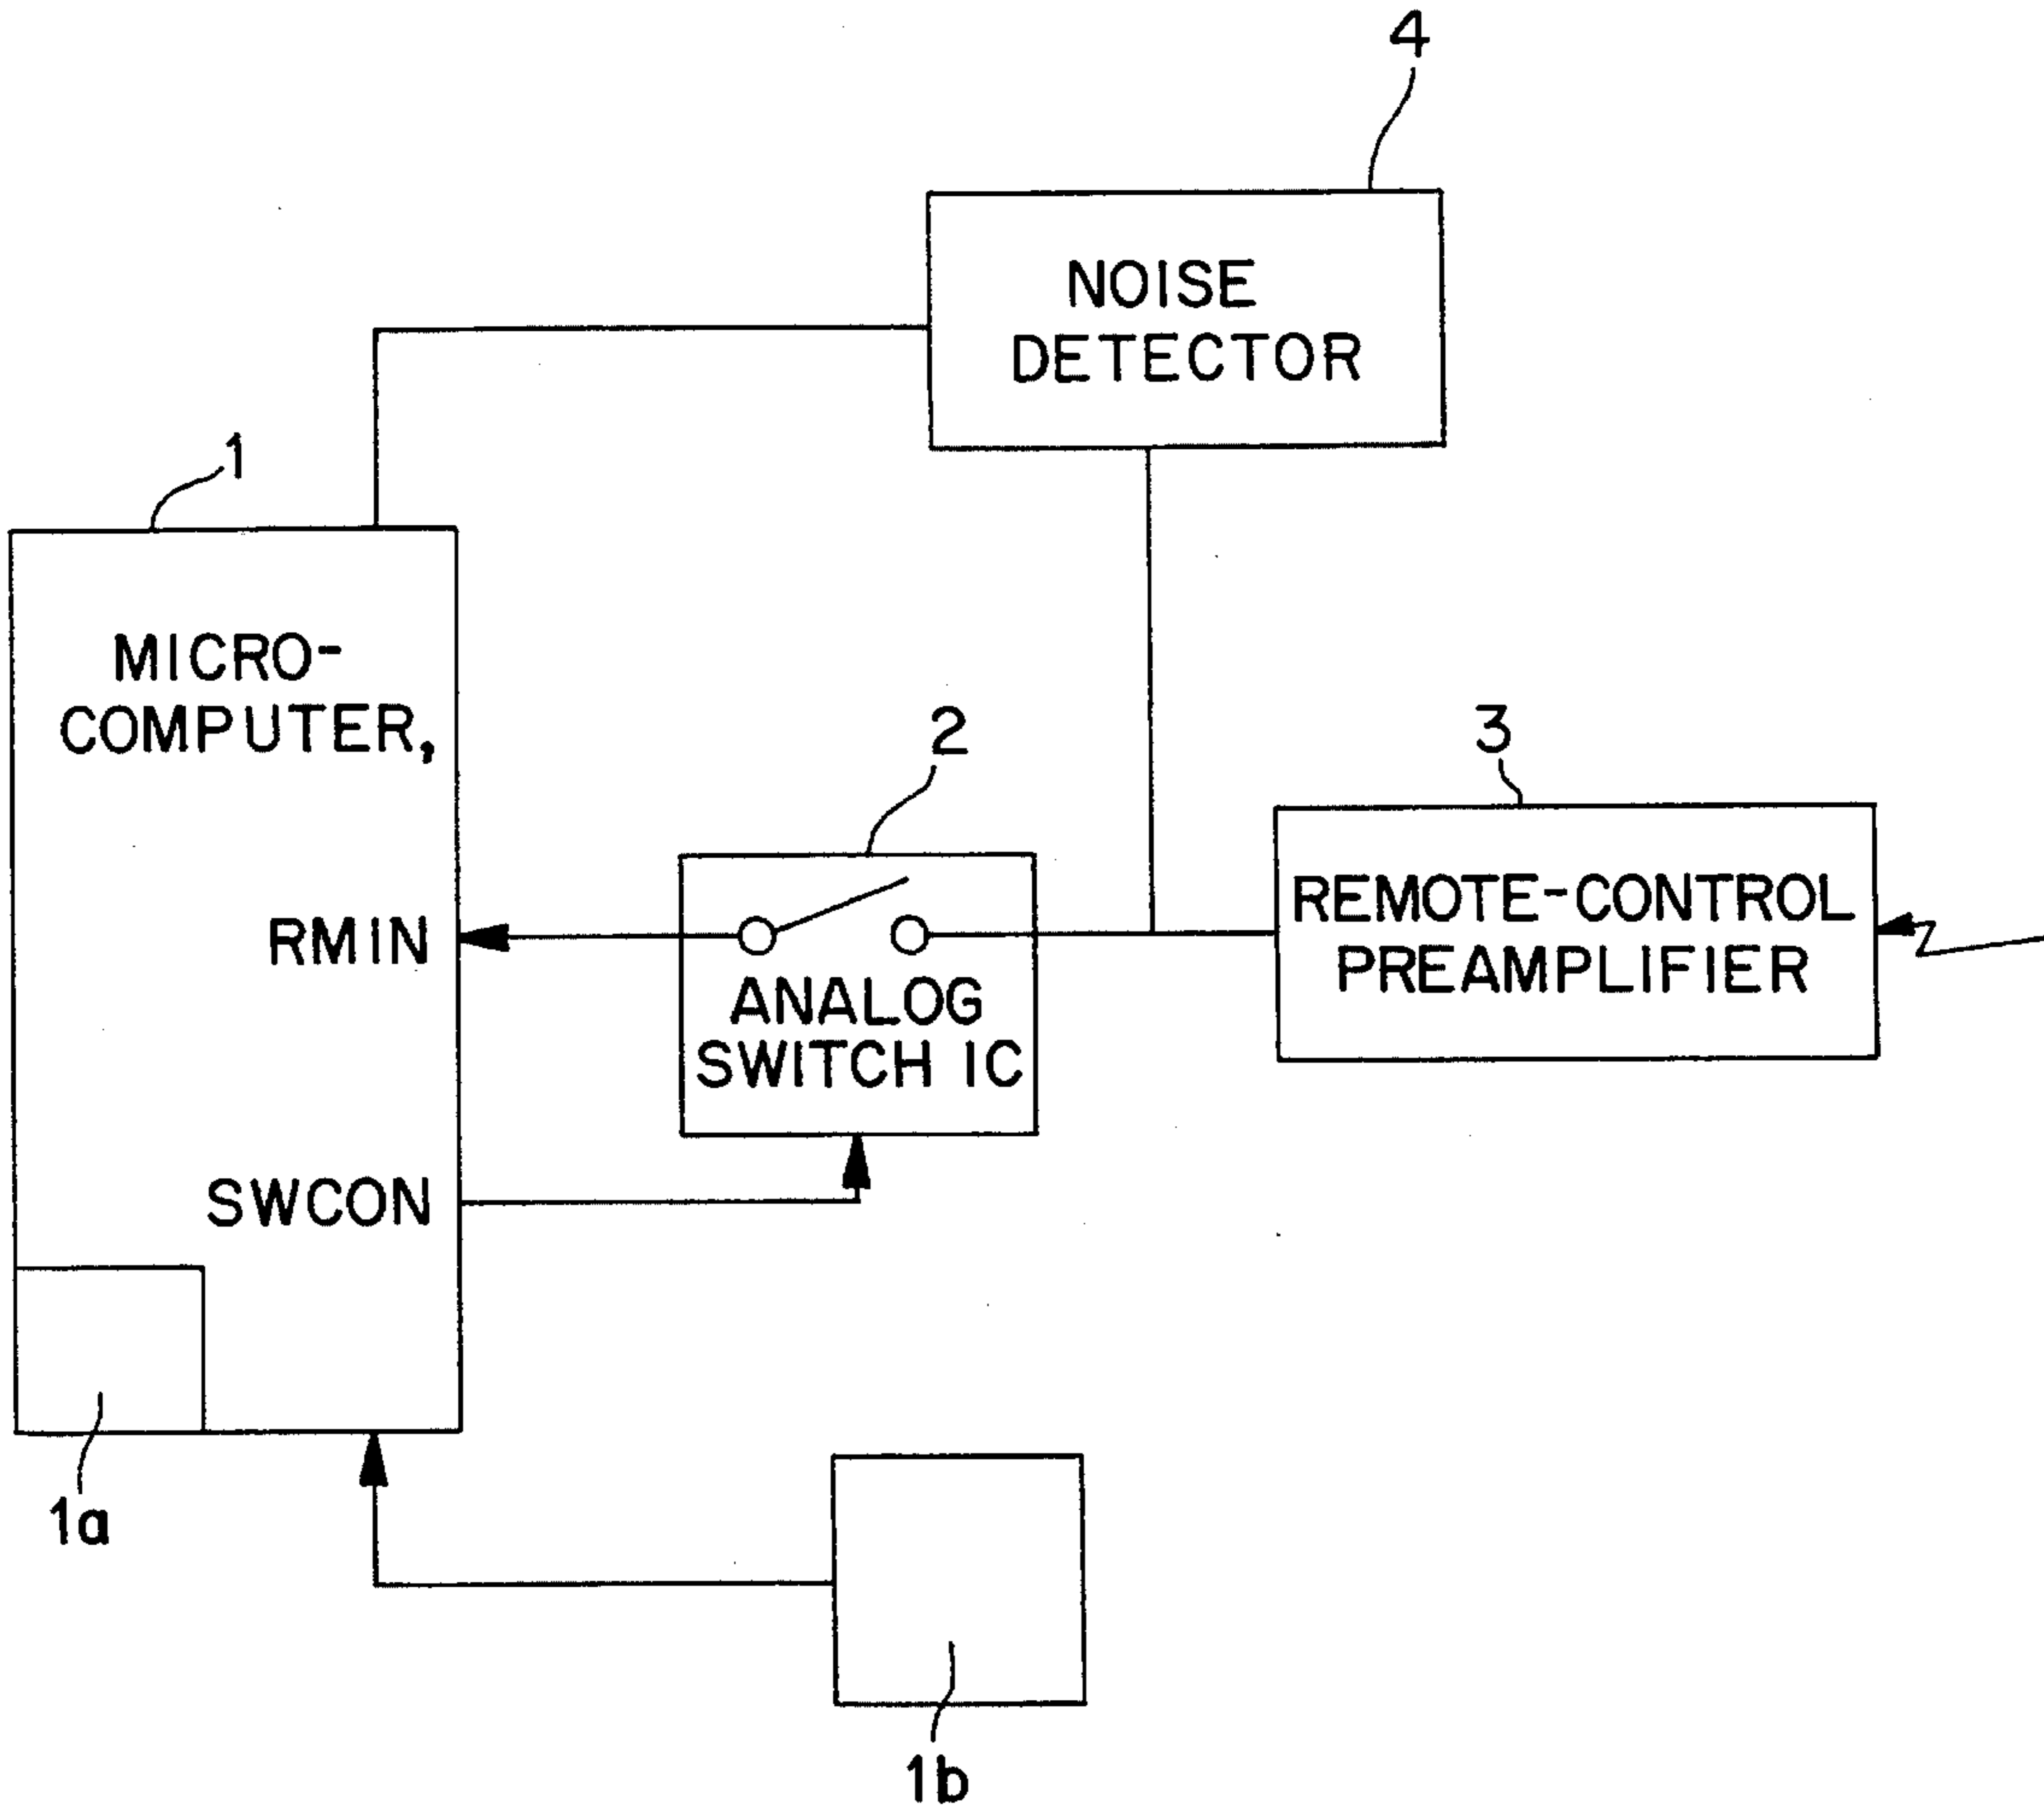 4
NOISE
DETECTOR
1
MICRO-
COMPUTER,
2
3
RMIN
REMOTE-CONTROL
PREAMPLIFIER
ANALOG
SWITCH IC
SWCON
1a
1b